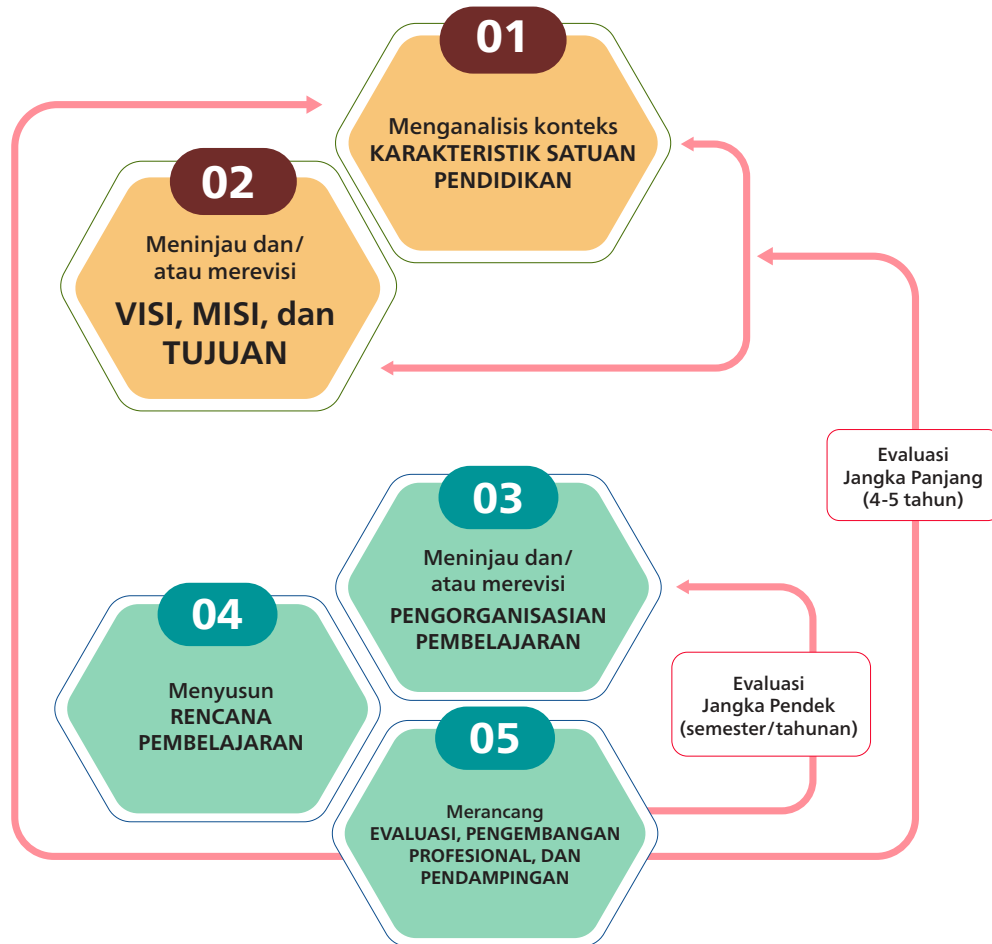 01
Menganalisis konteks
KARAKTERISTIK SATUAN
PENDIDIKAN
02
Meninjau dan/
atau merevisi
VISI, MISI, dan
TUJUAN
Evaluasi
Jangka Panjang
(4-5 tahun)
03
Meninjau dan/
atau merevisi
PENGORGANISASIAN
PEMBELAJARAN
04
Menyusun
RENCANA
PEMBELAJARAN
Evaluasi
Jangka Pendek
(semester/tahunan)
05
Merancang
EVALUASI, PENGEMBANGAN
PROFESIONAL, DAN
PENDAMPINGAN